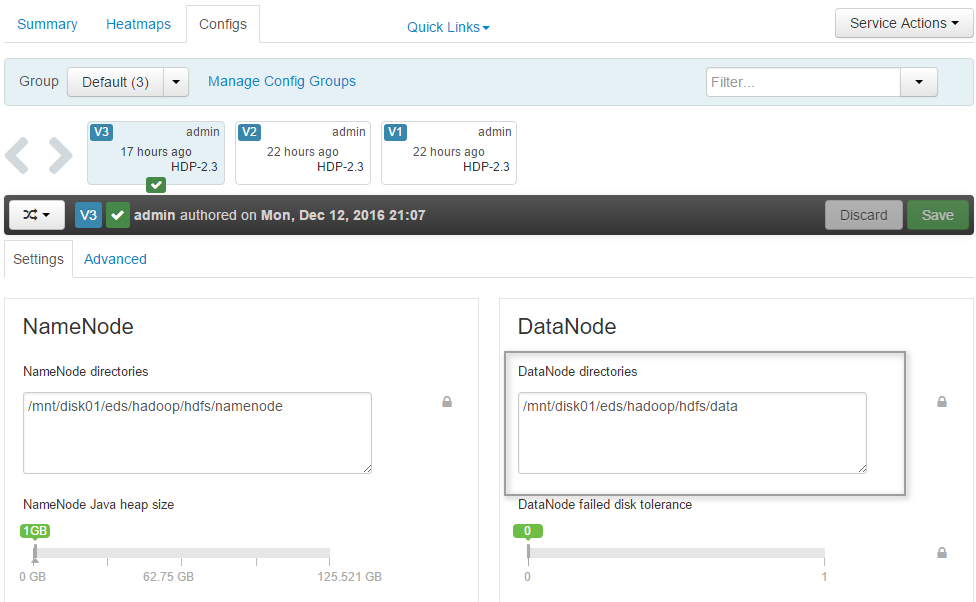 Summary Heatmaps Configs Quick Links Service Actions
Group Default (3) Manage Config Groups Filter...
V3 admin
17 hours ago
HDP-2.3
V2 admin
22 hours ago
HDP-2.3
V1 admin
22 hours ago
HDP-2.3
V3 admin authored on Mon, Dec 12, 2016 21:07 Discard Save
Settings Advanced
NameNode
NameNode directories
/mnt/disk01/eds/hadoop/hdfs/namenode
NameNode Java heap size
1GB
0 GB 62.75 GB 125.521 GB
DataNode
DataNode directories
/mnt/disk01/eds/hadoop/hdfs/data
DataNode failed disk tolerance
0
0 1